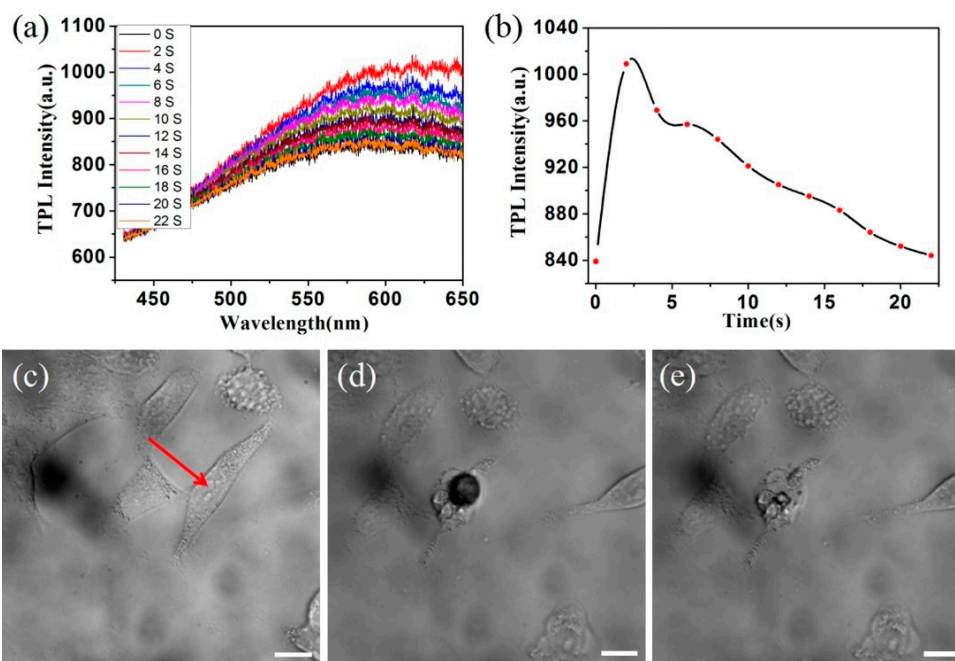 (a)
TPL Intensity(a.u.)
1100
1000
900
800
700
600
0 S
2 S
4 S
6 S
8 S
10 S
12 S
14 S
16 S
18 S
20 S
22 S
450 500 550 600 650
Wavelength(nm)
(b)
TPL Intensity(a.u.)
1000
960
920
880
840
0 5 10 15 20
Time(s)
(c)
(d)
(e)